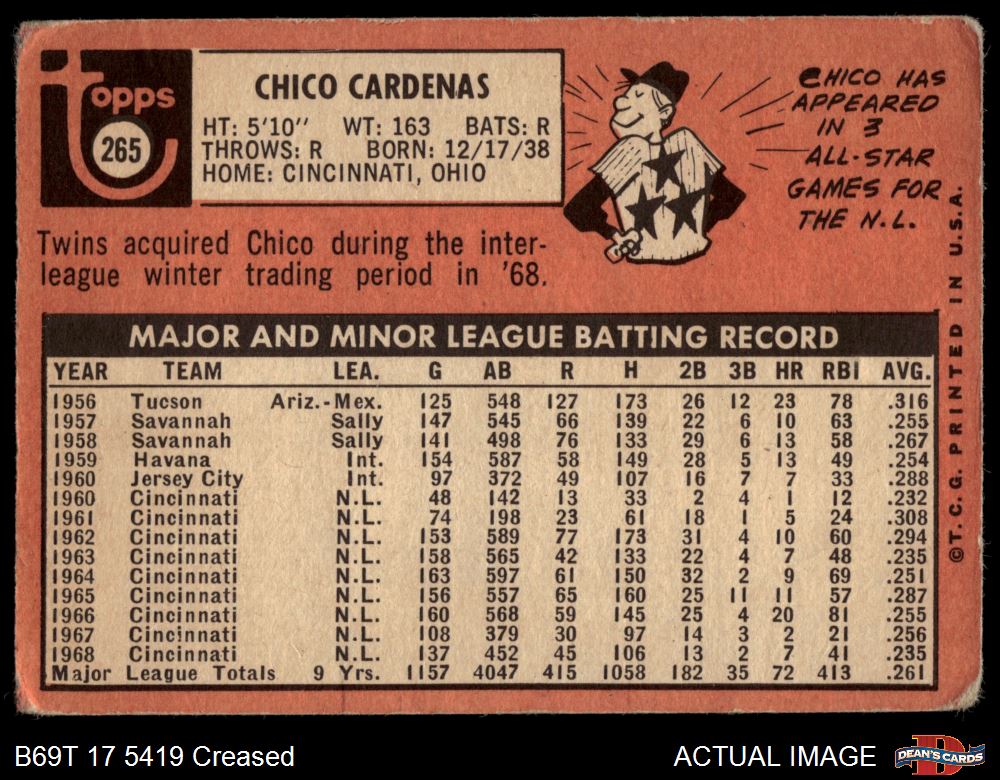 Topps
265
CHICO CARDENAS
HT: 5'10" WT: 163 BATS: R
THROWS: R BORN: 12/17/38
HOME: CINCINNATI, OHIO
CHICO HAS
APPEARED
IN 3
ALL-STAR
GAMES FOR
THE N.L.
Twins acquired Chico during the inter-
league winter trading period in '68.
MAJOR AND MINOR LEAGUE BATTING RECORD
YEAR TEAM LEA. G AB R H 2B 3B HR RBI AVG.
1956 Tucson Ariz.-Mex. 125 548 127 173 26 12 23 78 .316
1957 Savannah Sally 147 545 66 139 22 6 10 63 .255
1958 Savannah Sally 141 498 76 133 29 6 13 58 .267
1959 Havana Int. 154 587 58 149 28 5 13 49 .254
1960 Jersey City Int. 97 372 49 107 16 7 7 33 .288
1960 Cincinnati N.L. 48 142 13 33 2 4 1 12 .232
1961 Cincinnati N.L. 74 198 23 61 18 1 5 24 .308
1962 Cincinnati N.L. 153 589 77 173 31 4 10 60 .294
1963 Cincinnati N.L. 158 565 42 133 22 4 7 48 .235
1964 Cincinnati N.L. 163 597 61 150 32 2 9 69 .251
1965 Cincinnati N.L. 156 557 65 160 25 11 11 57 .287
1966 Cincinnati N.L. 160 568 59 145 25 4 20 81 .255
1967 Cincinnati N.L. 108 379 30 97 14 3 2 21 .256
1968 Cincinnati N.L. 137 452 45 106 13 2 7 41 .235
Major League Totals 9 Yrs. 1157 4047 415 1058 182 35 72 413 .261
©T.C.G. PRINTED IN U.S.A.
B69T 17 5419 Creased
ACTUAL IMAGE
D
DEAN'S CARDS